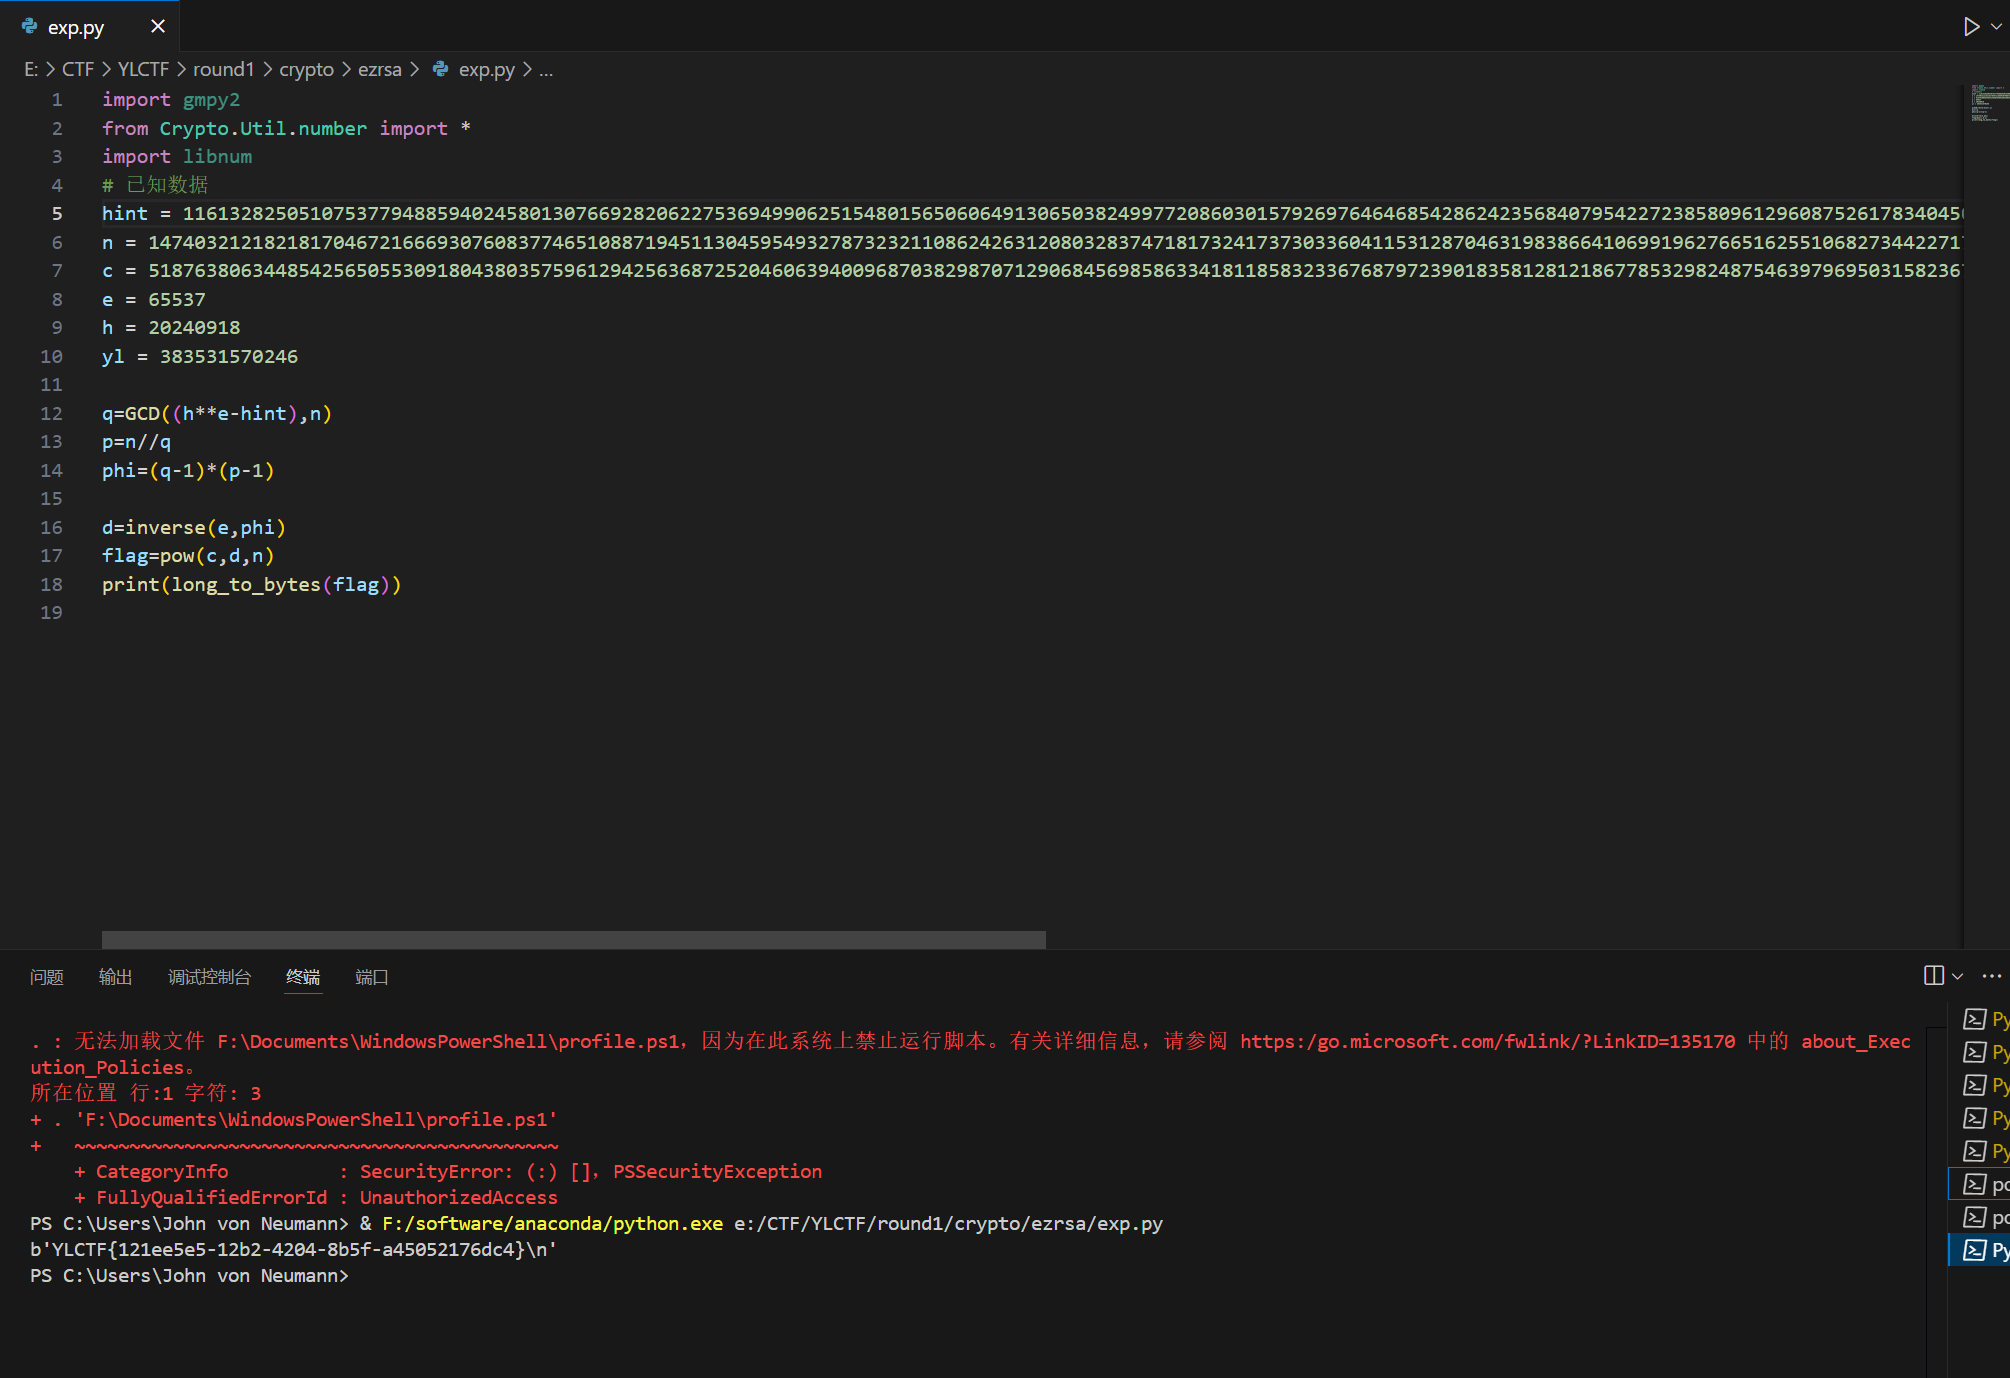 exp.py
E: > CTF > YLCTF > round1 > crypto > ezrsa > exp.py > ...
1 import gmpy2
2 from Crypto.Util.number import *
3 import libnum
4 # 已知数据
5 hint = 
6 n = 
7 c = 
8 e = 65537
9 h = 20240918
10 yl = 383531570246
11
12 q=GCD((h**e-hint),n)
13 p=n//q
14 phi=(q-1)*(p-1)
15
16 d=inverse(e,phi)
17 flag=pow(c,d,n)
18 print(long_to_bytes(flag))
19
问题 输出 调试控制台 终端 端口
. : 无法加载文件 F:\Documents\WindowsPowerShell\profile.ps1，因为在此系统上禁止运行脚本。有关详细信息，请参阅 https:/go.microsoft.com/fwlink/?LinkID=135170 中的 about_Exec
ution_Policies。
所在位置 行:1 字符: 3
+ . 'F:\Documents\WindowsPowerShell\profile.ps1'
+   ~~~~~~~~~~~~~~~~~~~~~~~~~~~~~~~~~~~~~~~~~~~~
    + CategoryInfo          : SecurityError: (:) []，PSSecurityException
    + FullyQualifiedErrorId : UnauthorizedAccess
PS C:\Users\John von Neumann> & F:/software/anaconda/python.exe e:/CTF/YLCTF/round1/crypto/ezrsa/exp.py
b'YLCTF{121ee5e5-12b2-4204-8b5f-a45052176dc4}\n'
PS C:\Users\John von Neumann>
Py
Py
Py
Py
Py
po
po
Py